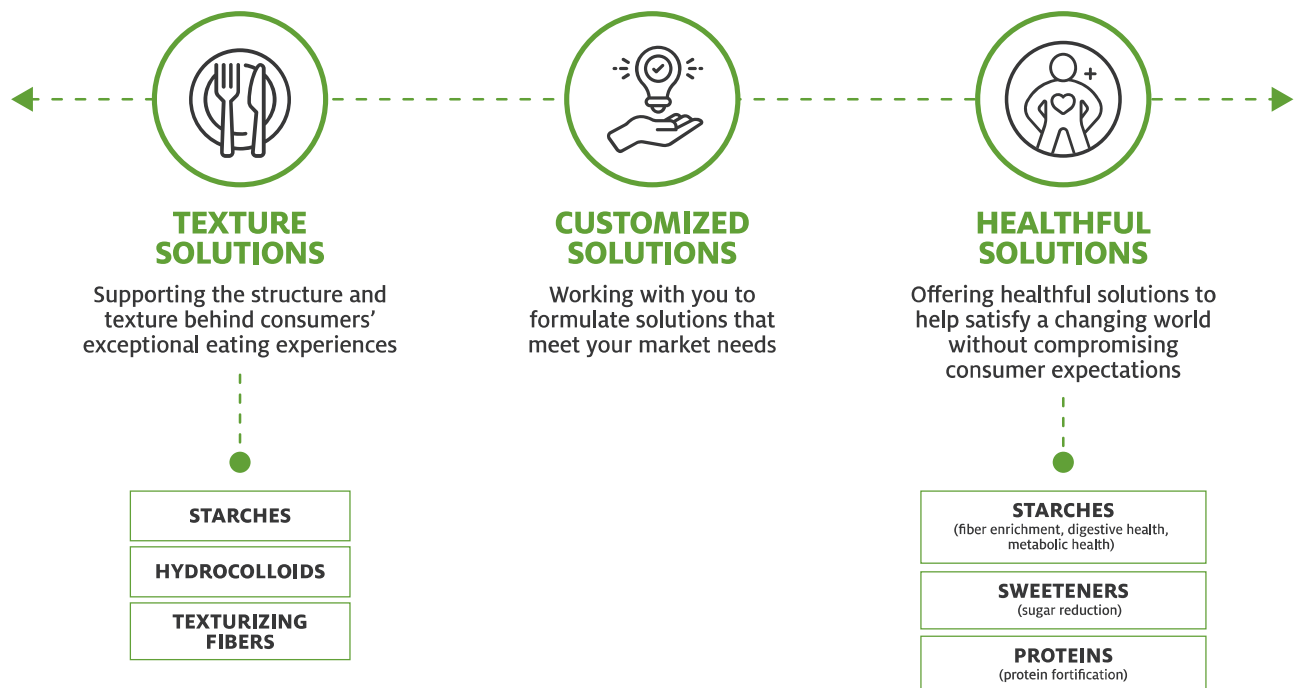 TEXTURE
SOLUTIONS
Supporting the structure and
texture behind consumers’
exceptional eating experiences
STARCHES
HYDROCOLLOIDS
TEXTURIZING
FIBERS
CUSTOMIZED
SOLUTIONS
Working with you to
formulate solutions that
meet your market needs
HEALTHFUL
SOLUTIONS
Offering healthful solutions to
help satisfy a changing world
without compromising
consumer expectations
STARCHES
(fiber enrichment, digestive health,
metabolic health)
SWEETENERS
(sugar reduction)
PROTEINS
(protein fortification)